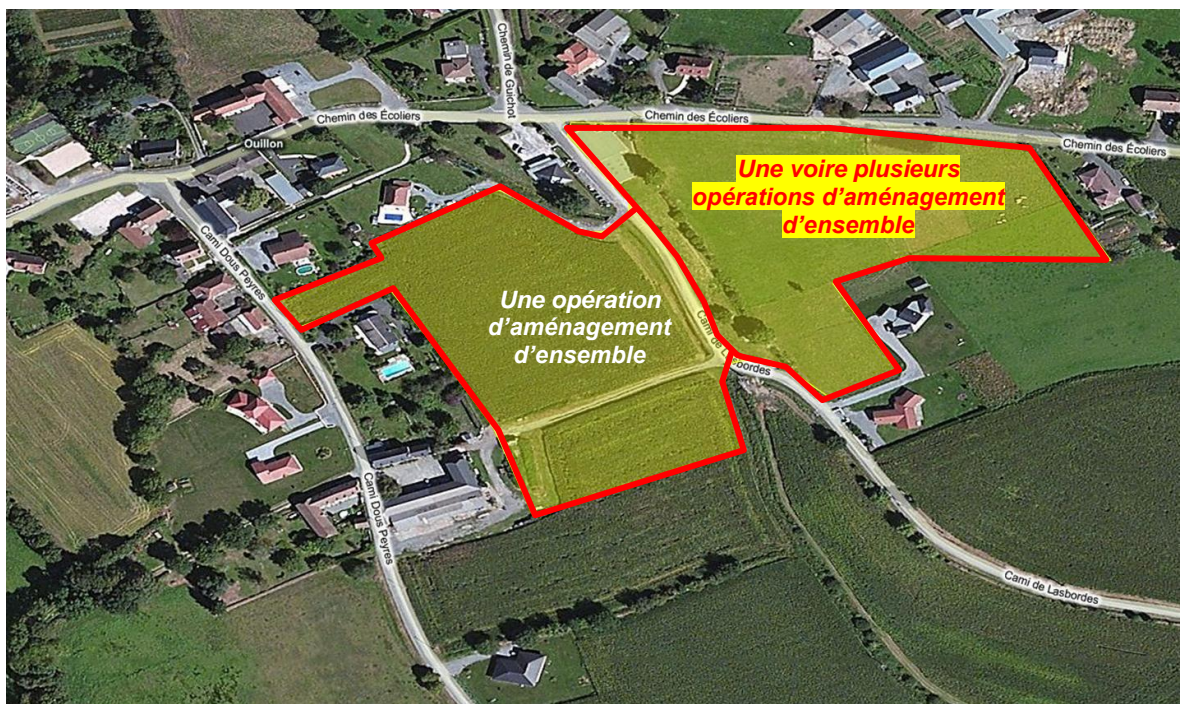 Chemin de Guichot
Chemin des Écoliers
Chemin des Écoliers
Chemin des Écoliers
Ouillon
Une voire plusieurs
opérations d'aménagement
d'ensemble
Cami Dous Peyres
Une opération
d'aménagement
d'ensemble
Cami de Lasbordes
Cami Dous Peyres
Cami de Lasbordes